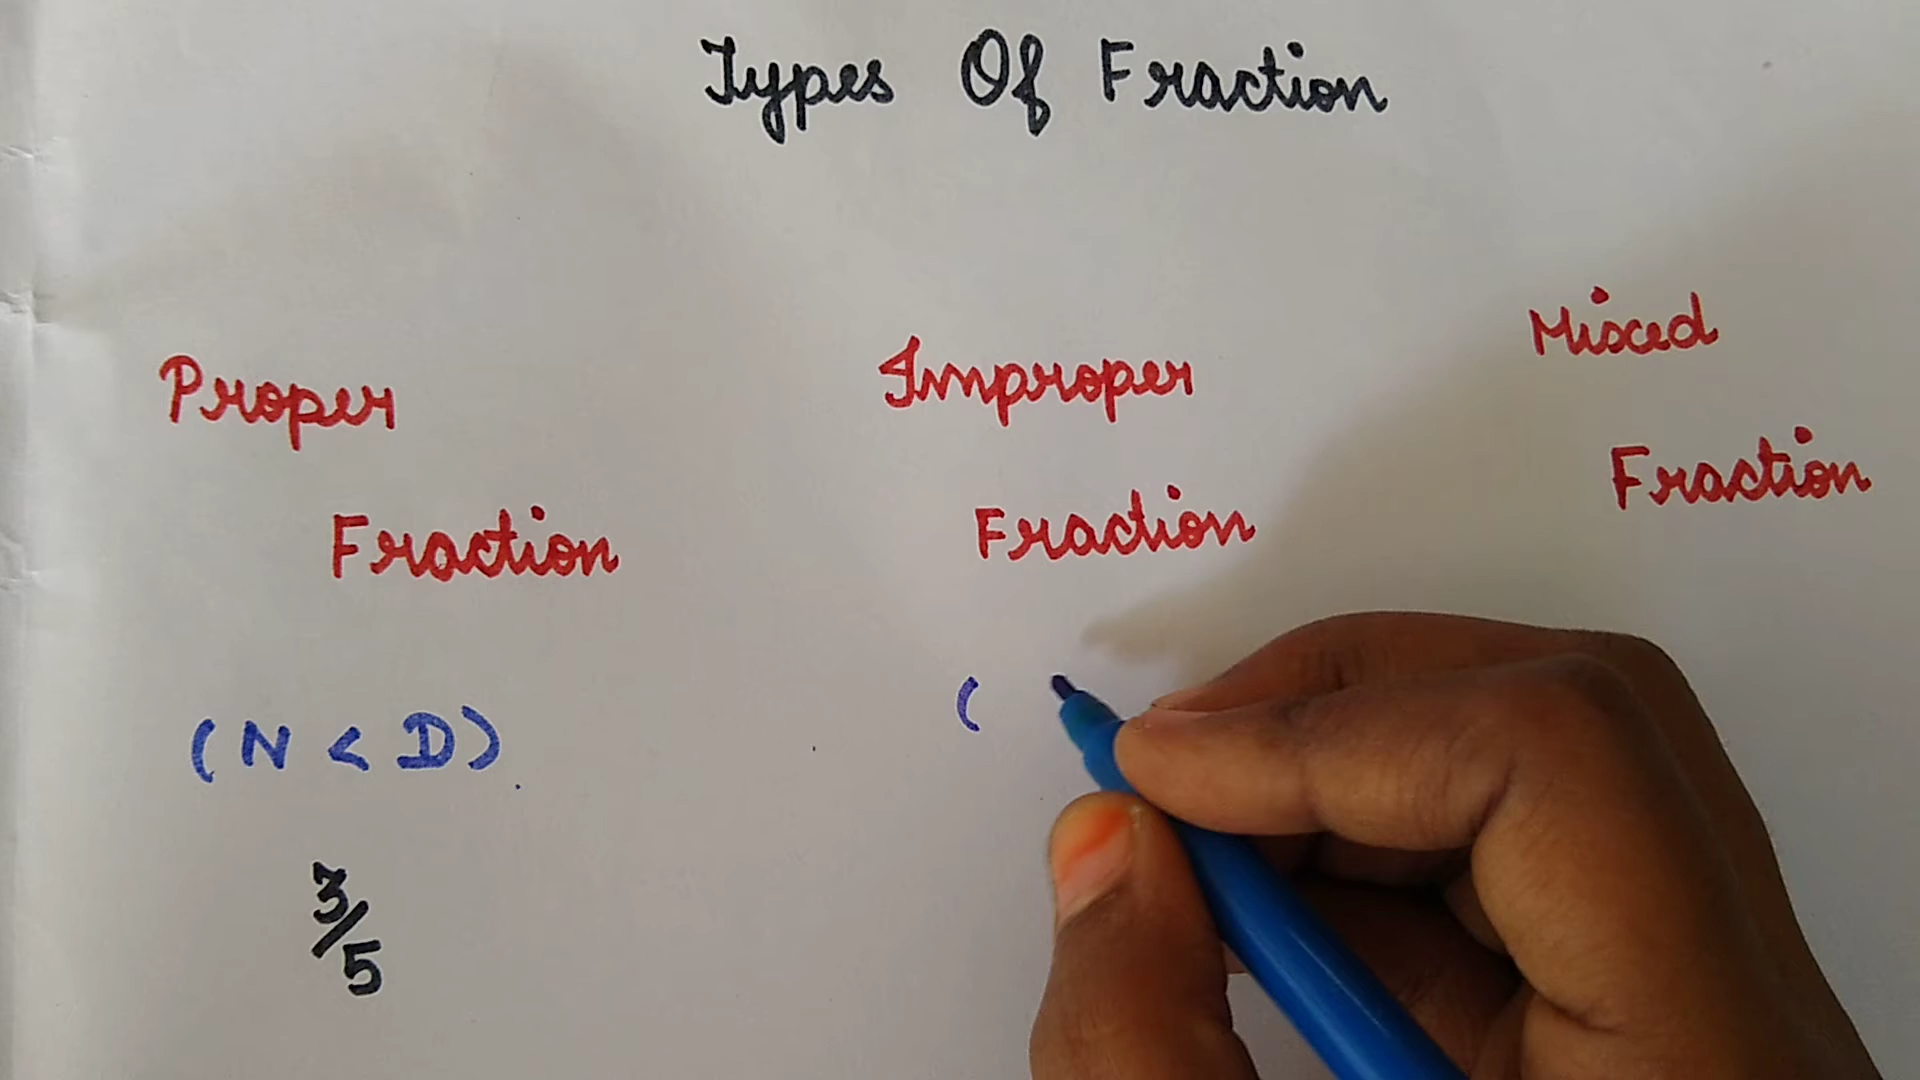 Types Of Fraction
Proper
Fraction
(N < D)
3/5
Improper
Fraction
(
Mixed
Fraction